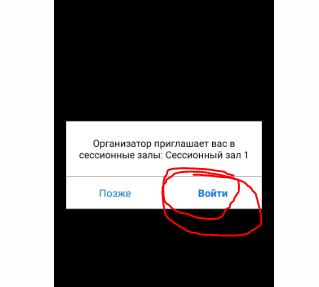 Организатор приглашает вас в
сессионные залы: Сессионный зал 1
Позже
Войти